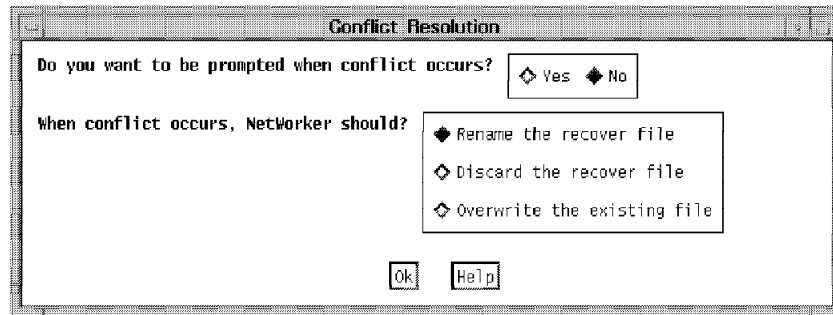 Conflict Resolution
Do you want to be prompted when conflict occurs? Yes No
When conflict occurs, NetWorker should? Rename the recover file
Discard the recover file
Overwrite the existing file
Ok Help